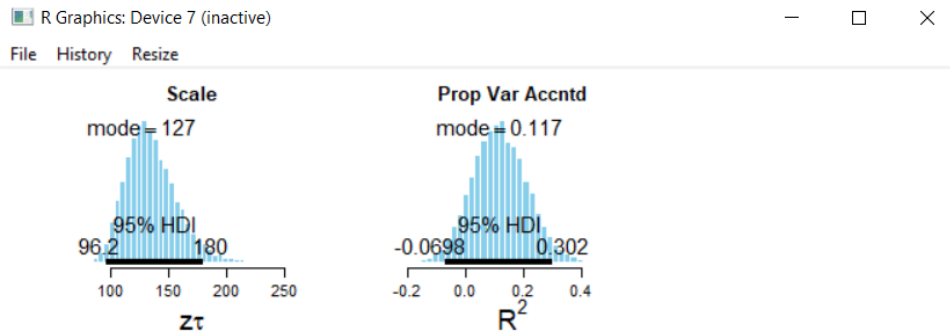 R Graphics: Device 7 (inactive)
File History Resize
Scale
mode = 127
95% HDI
96.2 180
100 150 200 250
zτ
Prop Var Accntd
mode = 0.117
95% HDI
-0.0698 0.302
-0.2 0.0 0.2 0.4
R²